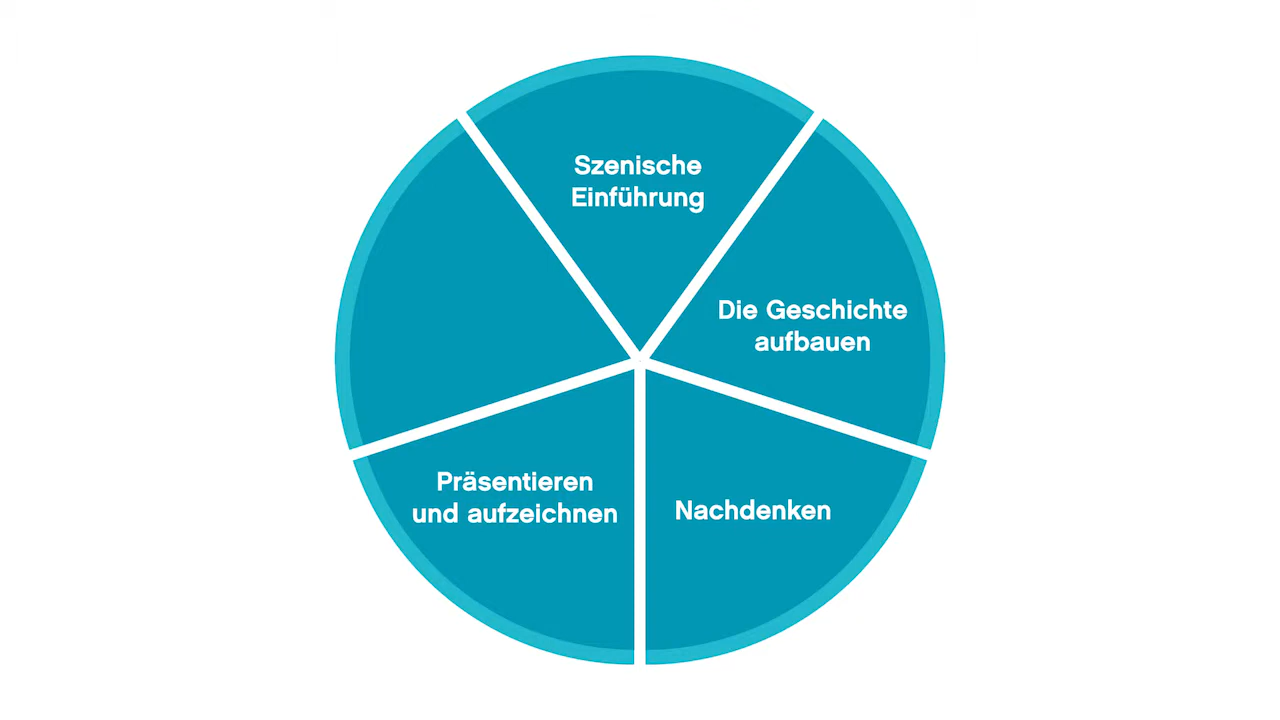 Szenische
Einführung
Die Geschichte
aufbauen
Nachdenken
Präsentieren
und aufzeichnen